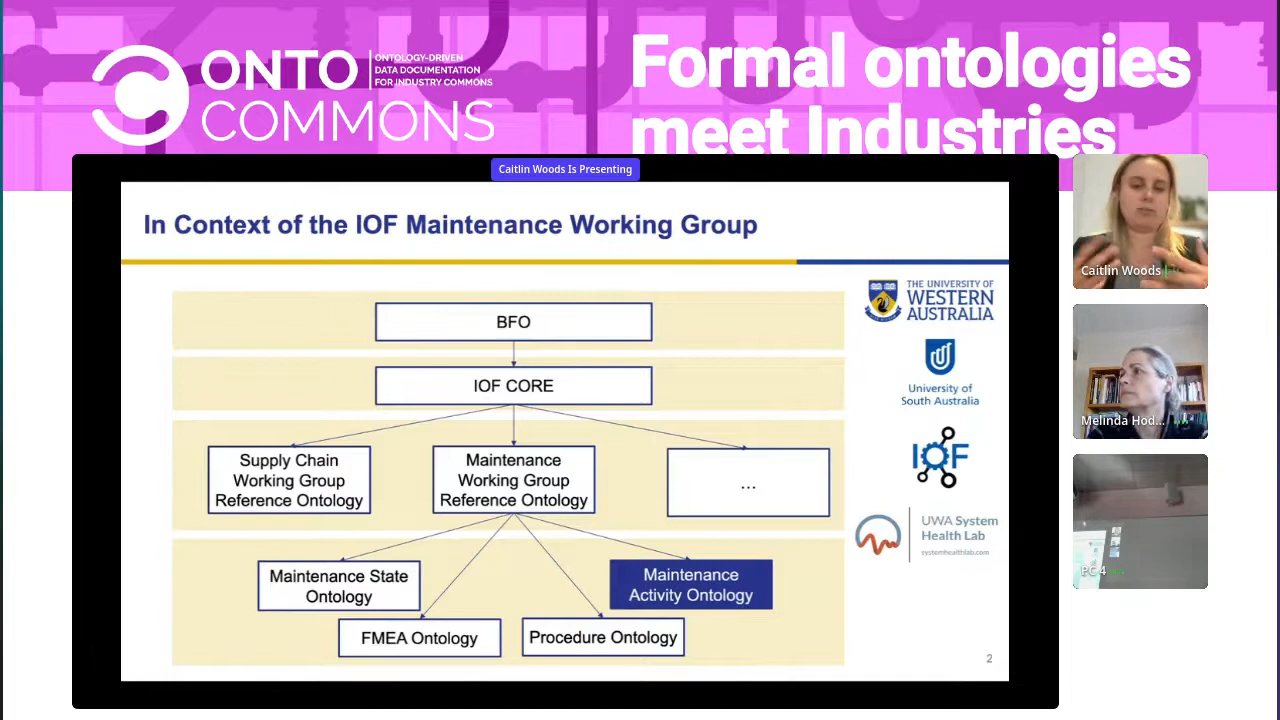 ONTO
COMMONS
ONTOLOGY-DRIVEN
DATA DOCUMENTATION
FOR INDUSTRY COMMONS
Formal ontologies
meet Industries
Caitlin Woods Is Presenting
In Context of the IOF Maintenance Working Group
BFO
IOF CORE
Supply Chain
Working Group
Reference Ontology
Maintenance
Working Group
Reference Ontology
...
Maintenance State
Ontology
Maintenance
Activity Ontology
FMEA Ontology
Procedure Ontology
THE UNIVERSITY OF
WESTERN
AUSTRALIA
University of
South Australia
IOF
UWA System
Health Lab
systemhealthlab.com
2
Caitlin Woods
Melinda Hod...
PC 4